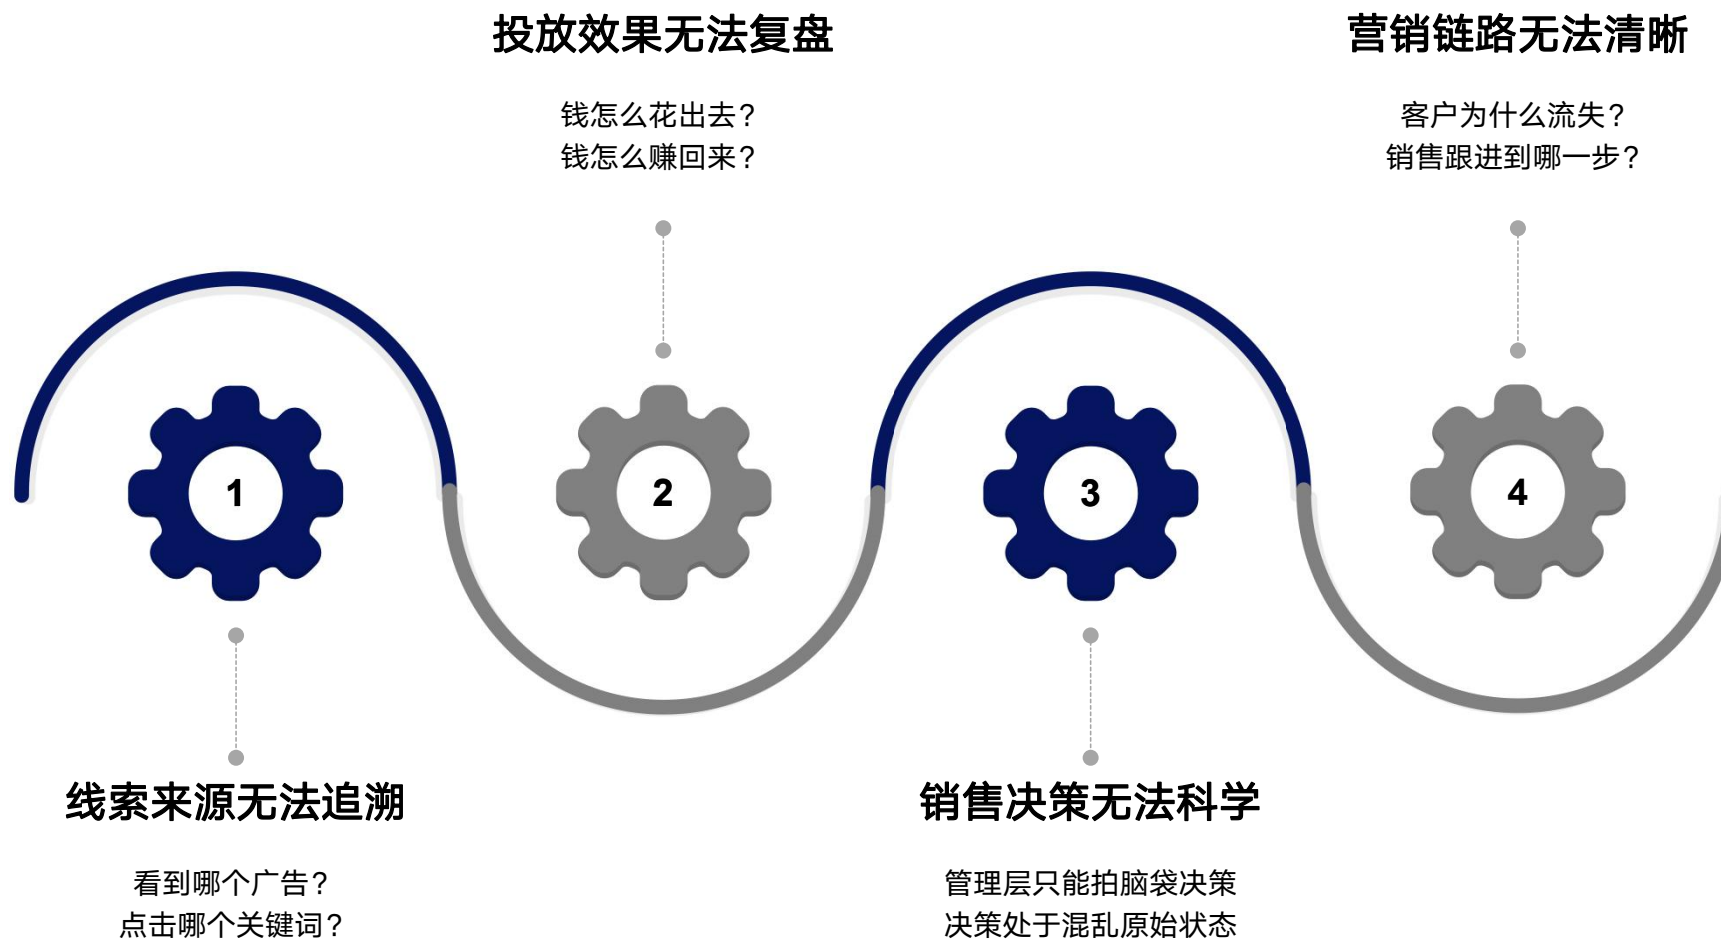 投放效果无法复盘
钱怎么花出去？
钱怎么赚回来？
营销链路无法清晰
客户为什么流失？
销售跟进到哪一步？
1
2
3
4
线索来源无法追溯
看到哪个广告？
点击哪个关键词？
销售决策无法科学
管理层只能拍脑袋决策
决策处于混乱原始状态